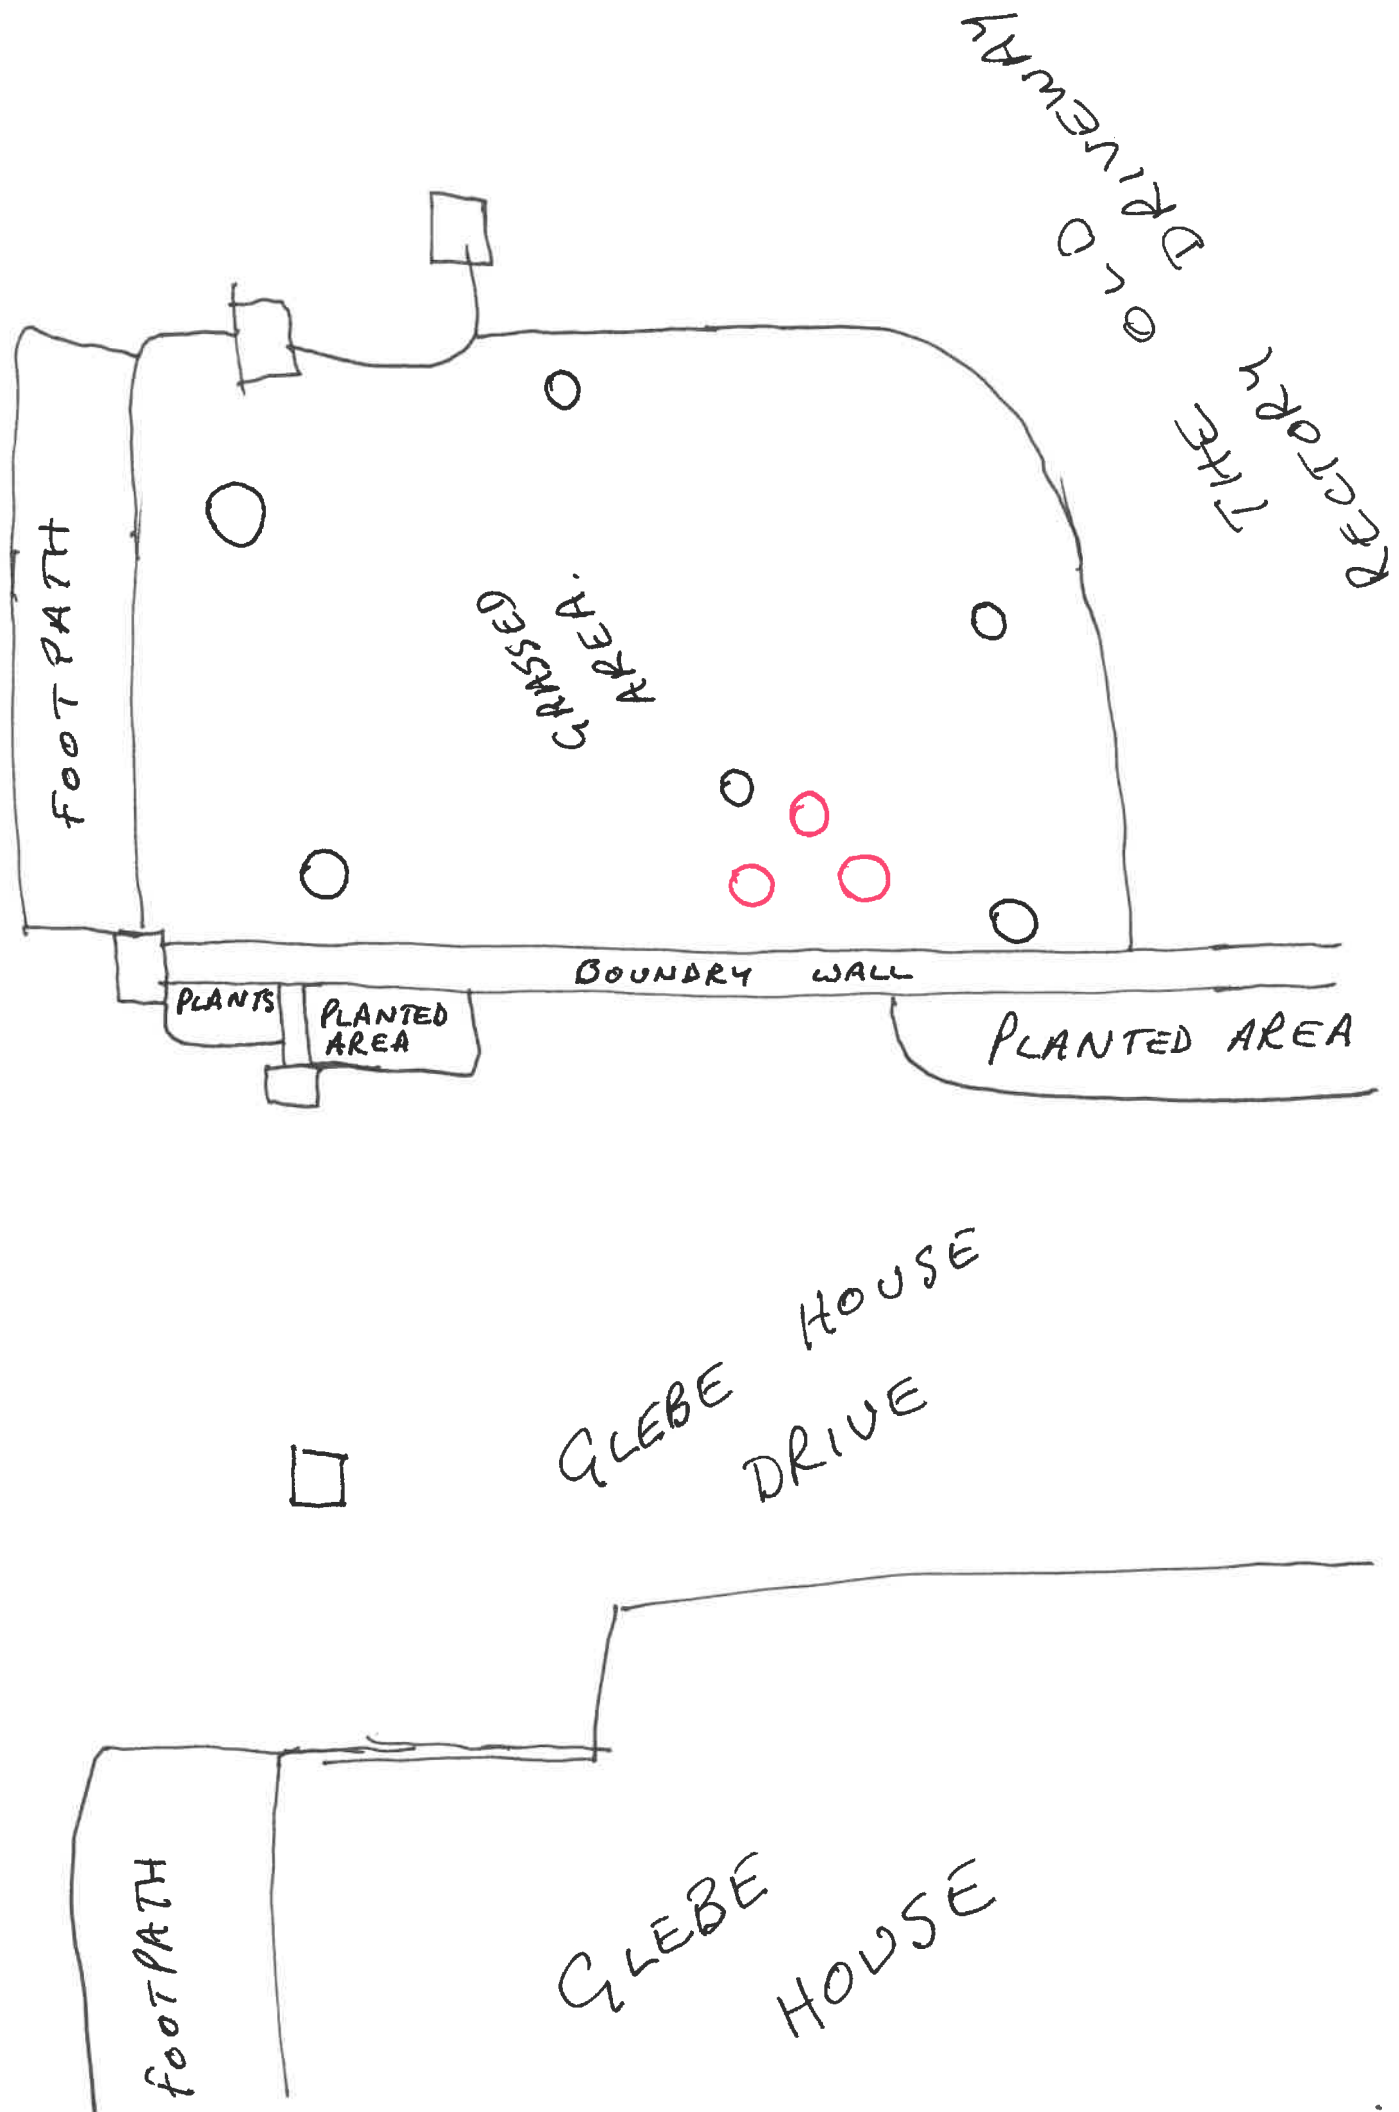 THE OLD
RECTORY DRIVEWAY
FOOTPATH
GRASSED
AREA.
BOUNDRY WALL
PLANTS
PLANTED
AREA
PLANTED AREA
GLEBE HOUSE
DRIVE
GLEBE
HOUSE
FOOTPATH